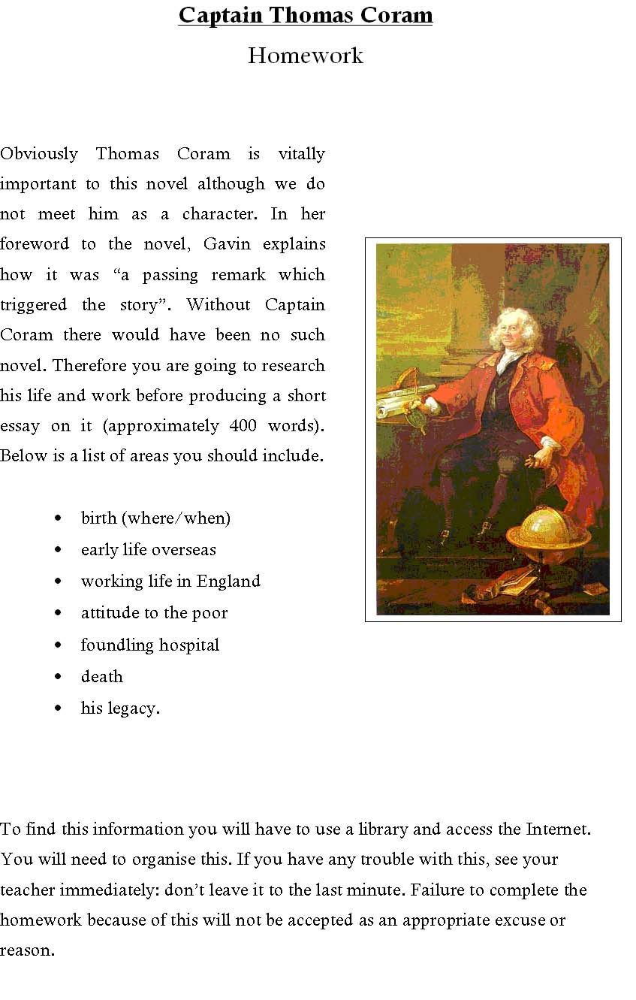 Captain Thomas Coram
Homework
Obviously Thomas Coram is vitally
important to this novel although we do
not meet him as a character. In her
foreword to the novel, Gavin explains
how it was “a passing remark which
triggered the story”. Without Captain
Coram there would have been no such
novel. Therefore you are going to research
his life and work before producing a short
essay on it (approximately 400 words).
Below is a list of areas you should include.
• birth (where/when)
• early life overseas
• working life in England
• attitude to the poor
• foundling hospital
• death
• his legacy.
To find this information you will have to use a library and access the Internet.
You will need to organise this. If you have any trouble with this, see your
teacher immediately: don’t leave it to the last minute. Failure to complete the
homework because of this will not be accepted as an appropriate excuse or
reason.